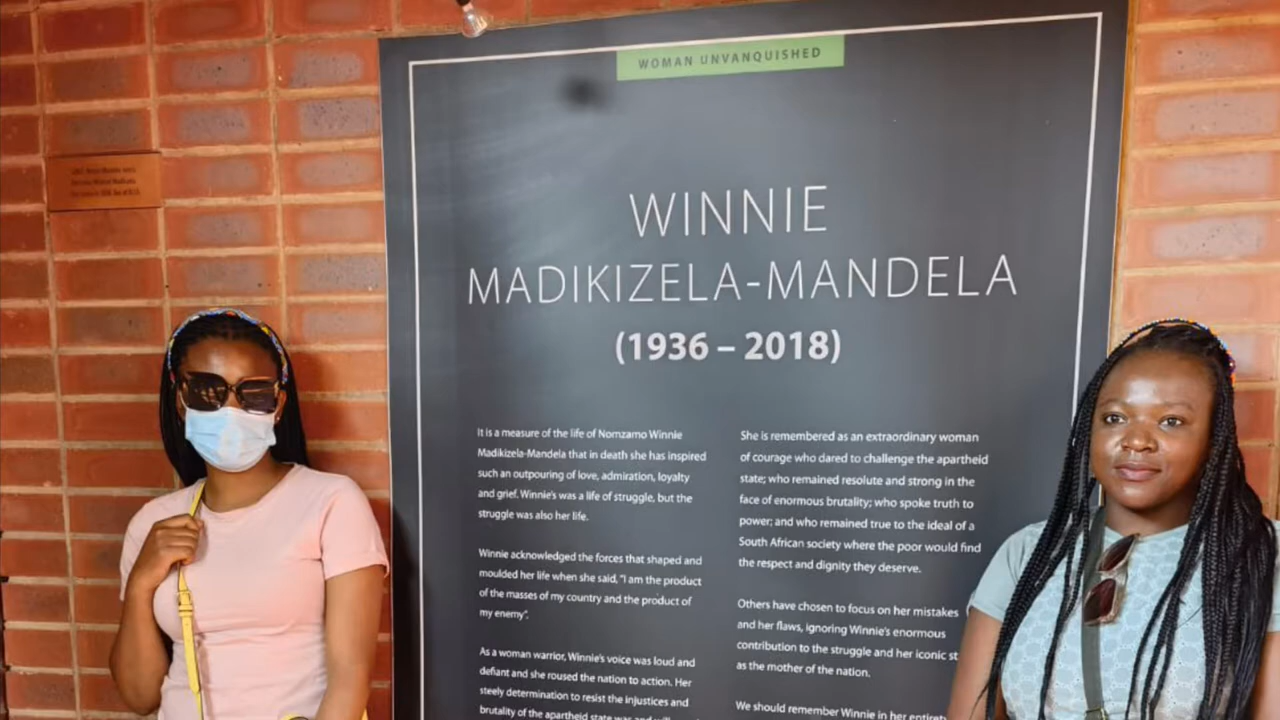 WOMAN UNVANQUISHED
WINNIE
MADIKIZELA-MANDELA
(1936 – 2018)
It is a measure of the life of Nomzamo Winnie
Madikizela-Mandela that in death she has inspired
such an outpouring of love, admiration, loyalty
and grief. Winnie's was a life of struggle, but the
struggle was also her life.
Winnie acknowledged the forces that shaped and
moulded her life when she said, "I am the product
of the masses of my country and the product of
my enemy".
As a woman warrior, Winnie's voice was loud and
defiant and she roused the nation to action. Her
steely determination to resist the injustices and
brutality of the apartheid state was and
She is remembered as an extraordinary woman
of courage who dared to challenge the apartheid
state; who remained resolute and strong in the
face of enormous brutality; who spoke truth to
power; and who remained true to the ideal of a
South African society where the poor would find
the respect and dignity they deserve.
Others have chosen to focus on her mistakes
and her flaws, ignoring Winnie's enormous
contribution to the struggle and her iconic st
as the mother of the nation.
We should remember Winnie in her entiret